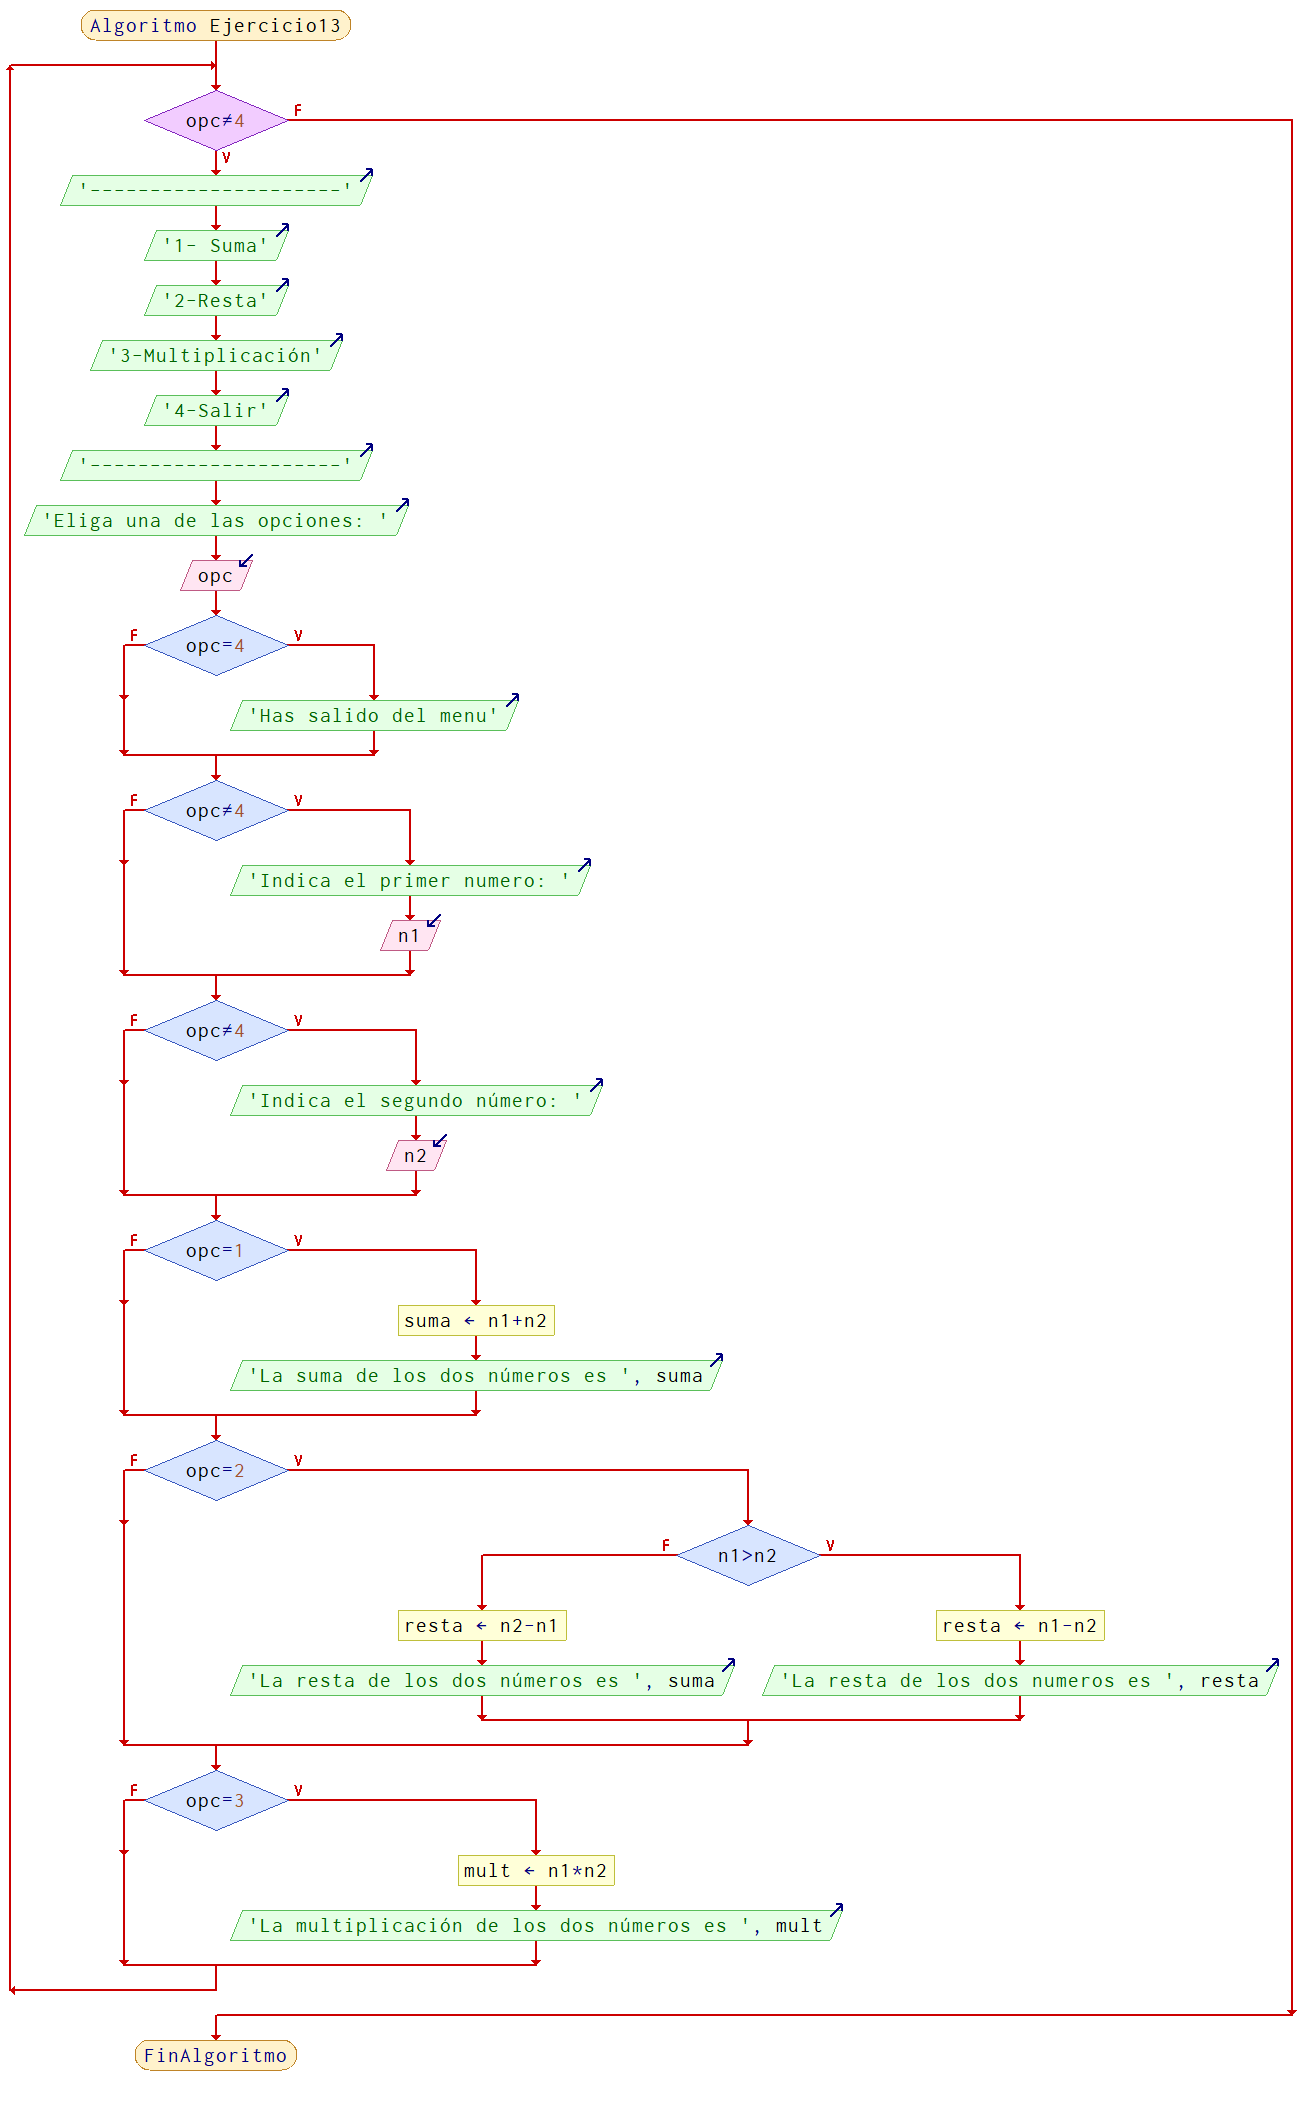 Algoritmo Ejercicio13
opc≠4
F
V
'---------------------'
'1- Suma'
'2-Resta'
'3-Multiplicación'
'4-Salir'
'---------------------'
'Eliga una de las opciones: '
opc
F
opc=4
V
'Has salido del menu'
F
opc≠4
V
'Indica el primer numero: '
n1
F
opc≠4
V
'Indica el segundo número: '
n2
F
opc=1
V
suma ← n1+n2
'La suma de los dos números es ', suma
F
opc=2
V
F
n1>n2
V
resta ← n2-n1
resta ← n1-n2
'La resta de los dos números es ', suma
'La resta de los dos numeros es ', resta
F
opc=3
V
mult ← n1*n2
'La multiplicación de los dos números es ', mult
FinAlgoritmo